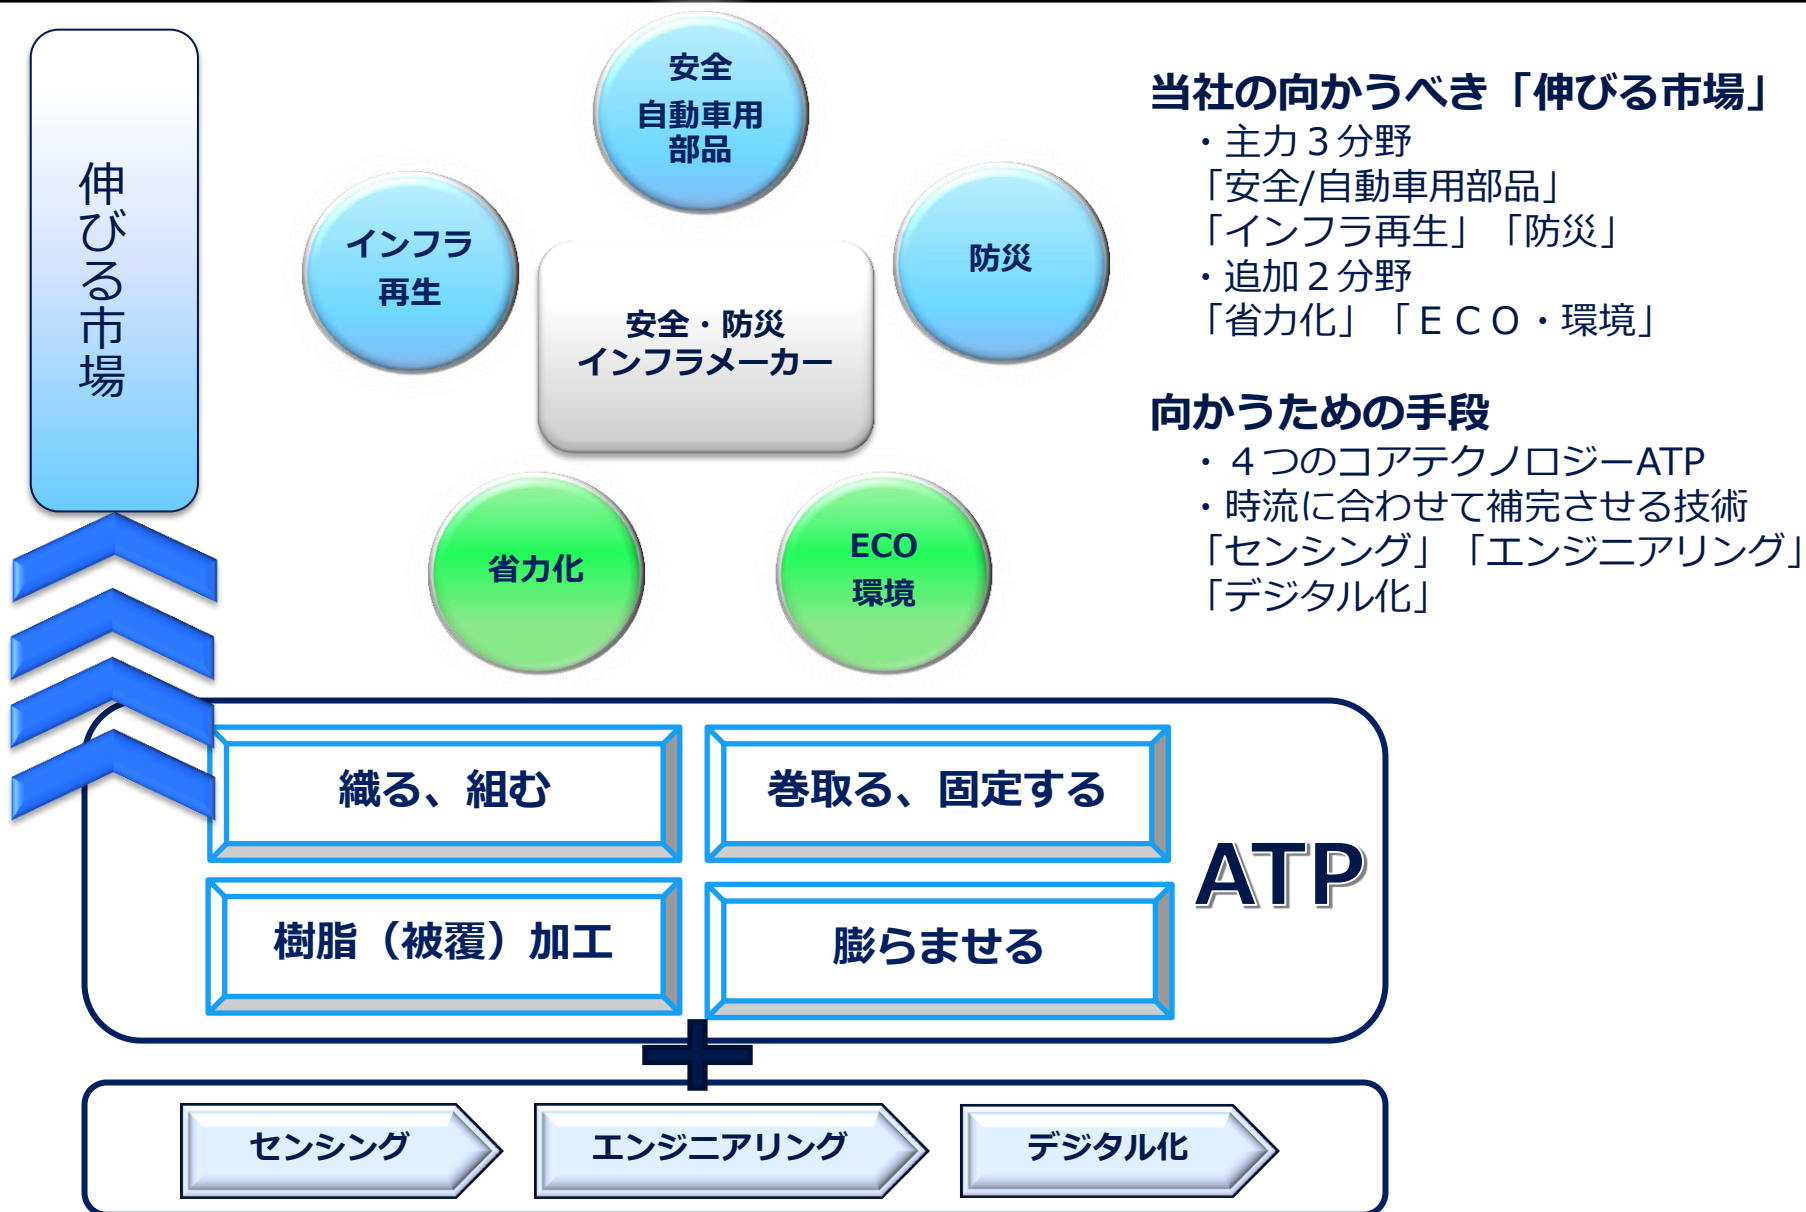 伸びる市場
安全
自動車用
部品
インフラ
再生
防災
安全・防災
インフラメーカー
省力化
ECO
環境
当社の向かうべき「伸びる市場」
・主力３分野
「安全/自動車用部品」
「インフラ再生」「防災」
・追加２分野
「省力化」「ＥＣＯ・環境」
向かうための手段
・４つのコアテクノロジーATP
・時流に合わせて補完させる技術
「センシング」「エンジニアリング」
「デジタル化」
織る、組む
巻取る、固定する
樹脂（被覆）加工
膨らませる
ATP
センシング
エンジニアリング
デジタル化